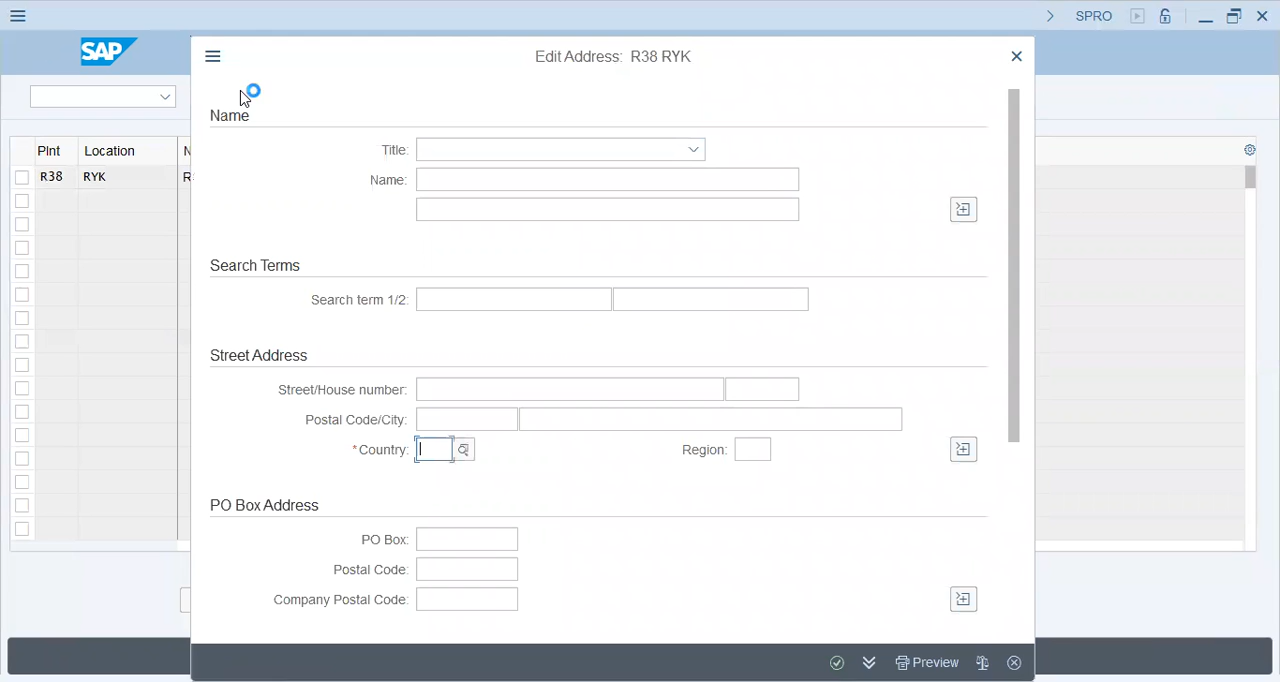 SPRO
SAP
Edit Address: R38 RYK
Name
Plnt Location
Title:
R38 RYK
Name:
Search Terms
Search term 1/2:
Street Address
Street/House number:
Postal Code/City:
*Country:
Region:
PO Box Address
PO Box:
Postal Code:
Company Postal Code:
Preview